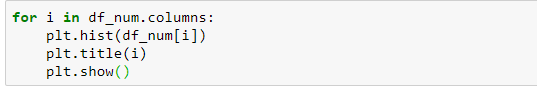 for i in df_num.columns:
    plt.hist(df_num[i])
    plt.title(i)
    plt.show()